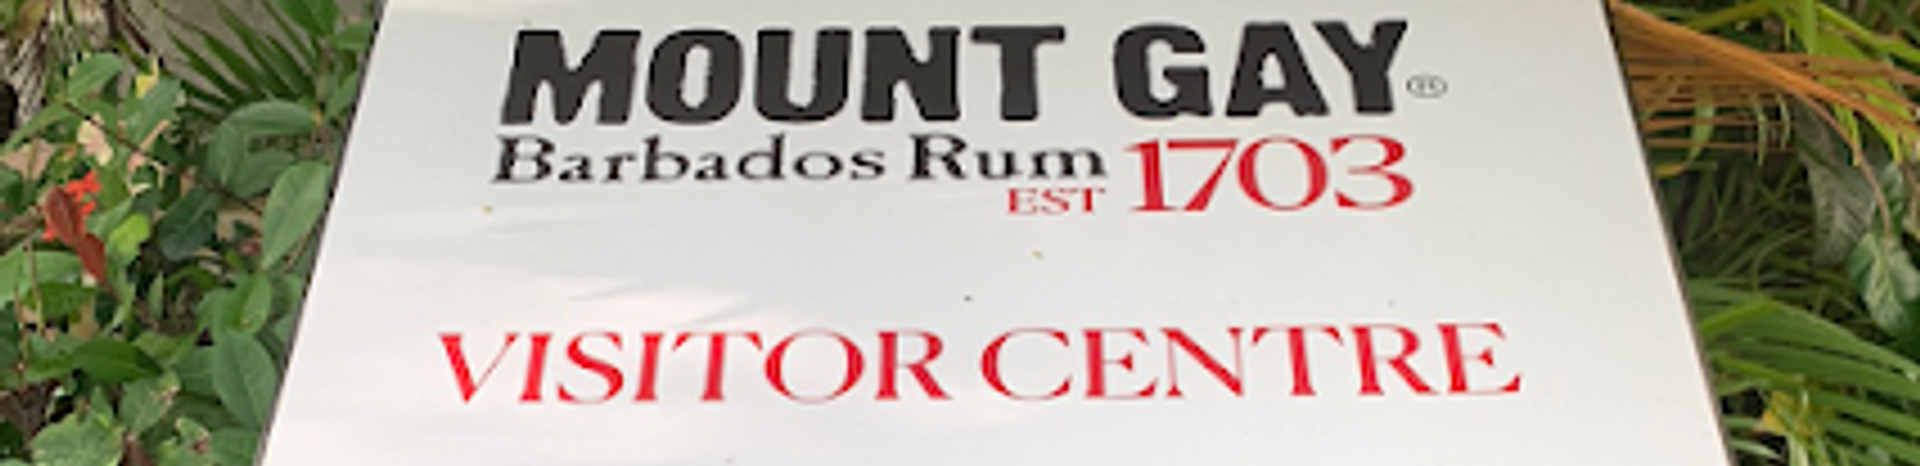 MOUNT GAY®
Barbados Rum
EST 1703
VISITOR CENTRE